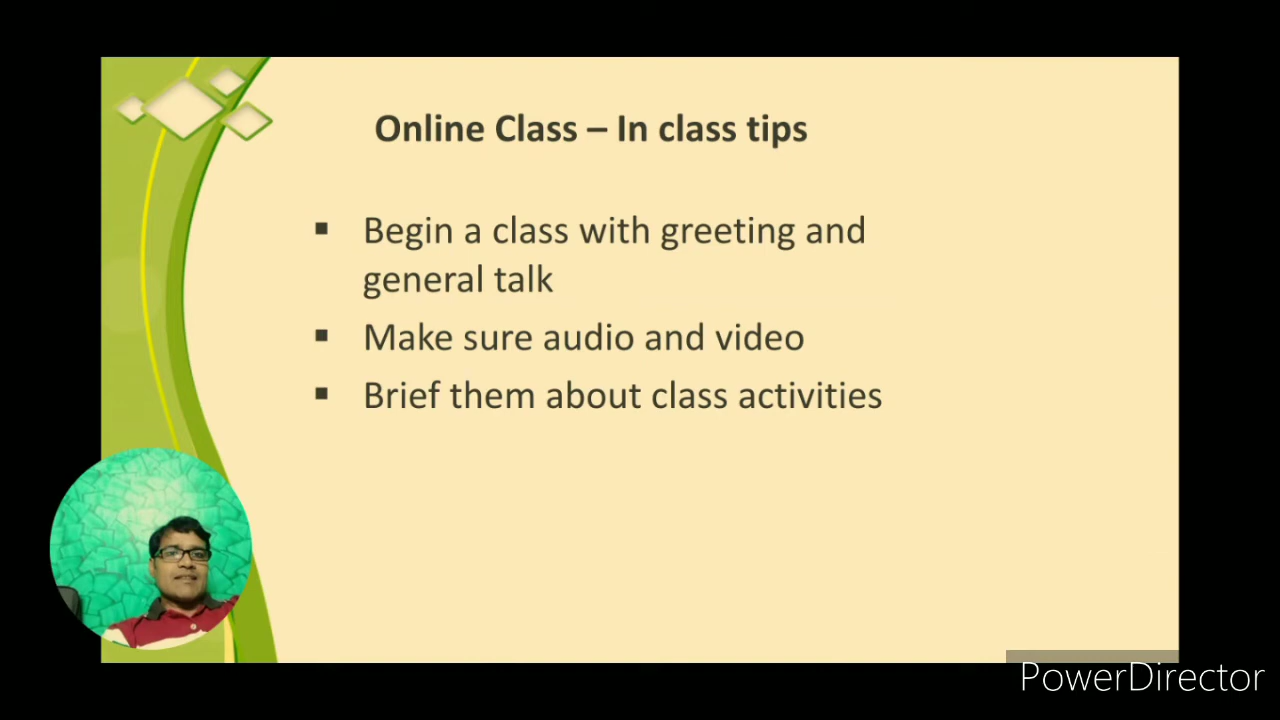 Online Class – In class tips
▪ Begin a class with greeting and
general talk
▪ Make sure audio and video
▪ Brief them about class activities
PowerDirector